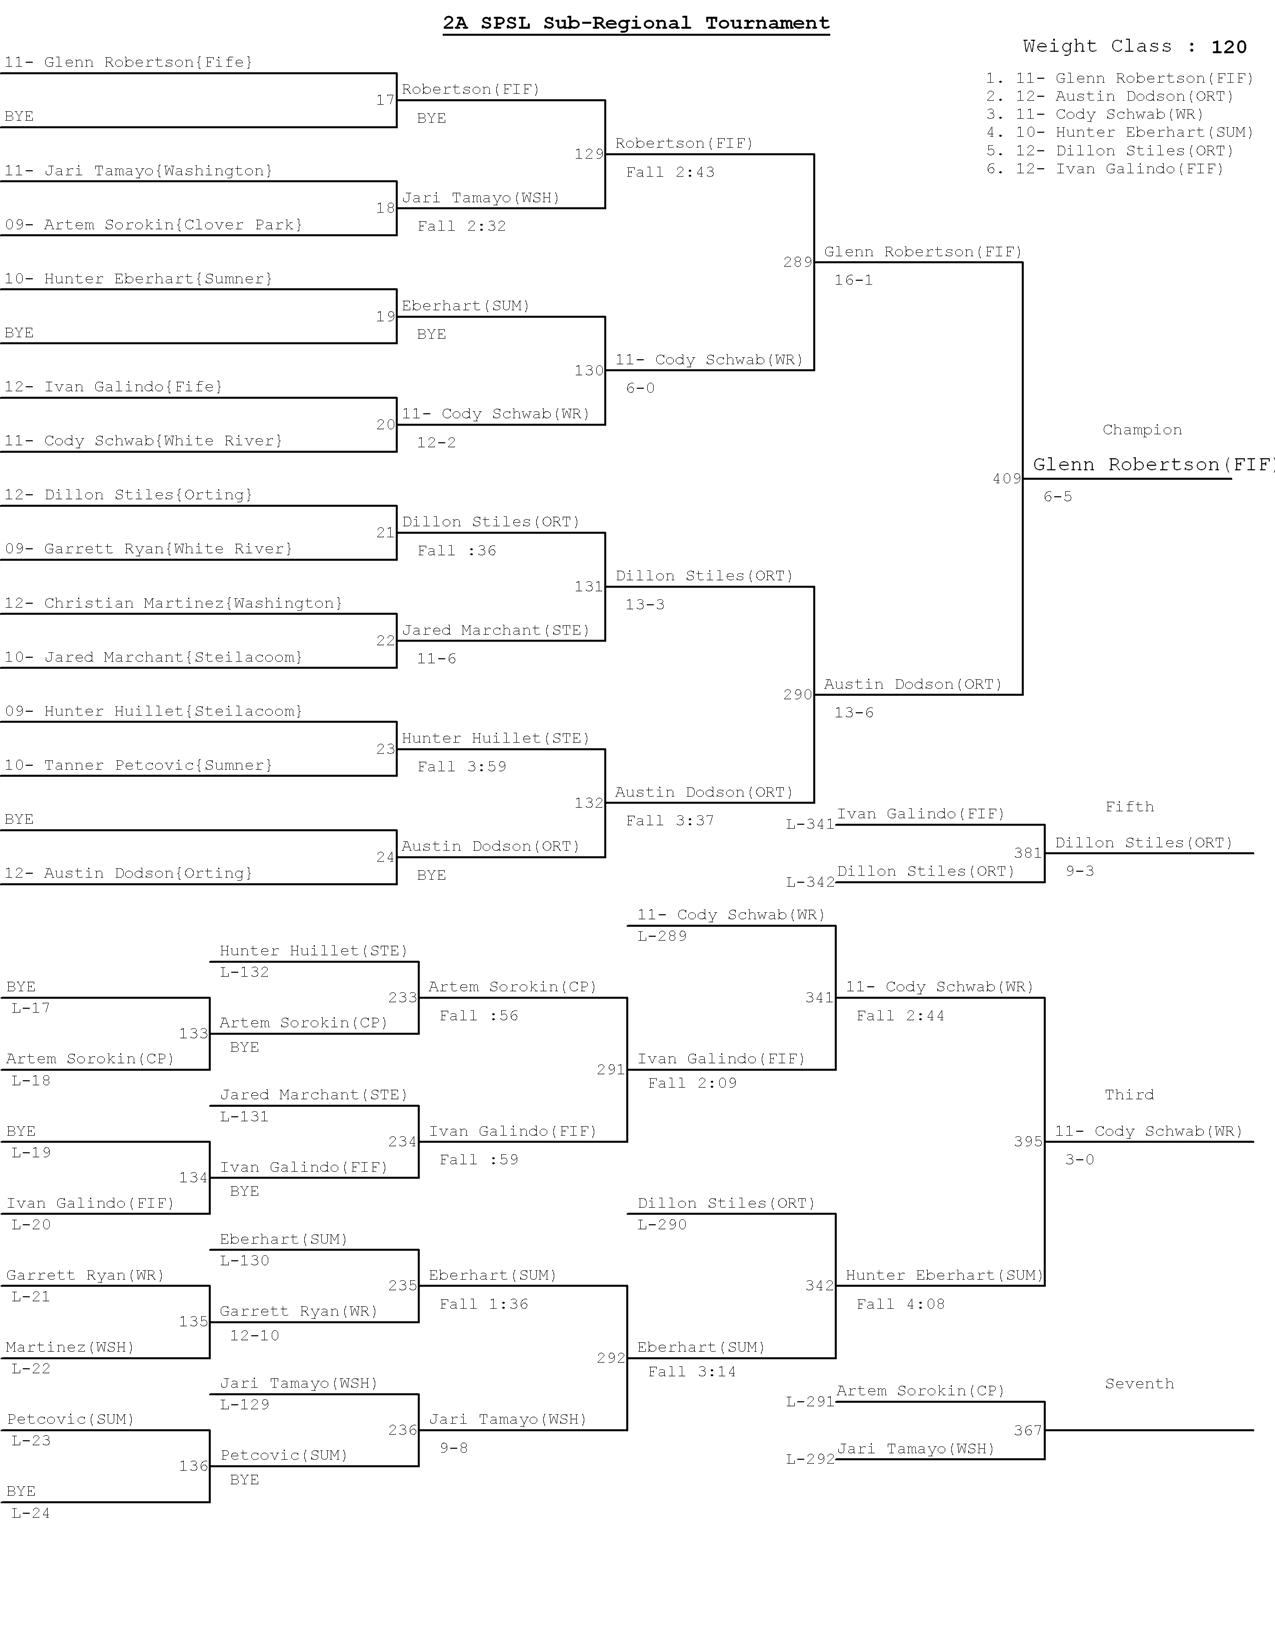 2A SPSL Sub-Regional Tournament
Weight Class : 120
1. 11- Glenn Robertson(FIF)
2. 12- Austin Dodson(ORT)
3. 11- Cody Schwab(WR)
4. 10- Hunter Eberhart(SUM)
5. 12- Dillon Stiles(ORT)
6. 12- Ivan Galindo(FIF)
11- Glenn Robertson{Fife}
17
Robertson(FIF)
BYE
BYE
129
Robertson(FIF)
Fall 2:43
11- Jari Tamayo{Washington}
18
Jari Tamayo(WSH)
Fall 2:32
09- Artem Sorokin{Clover Park}
289
Glenn Robertson(FIF)
16-1
10- Hunter Eberhart{Sumner}
19
Eberhart(SUM)
BYE
BYE
130
11- Cody Schwab(WR)
6-0
12- Ivan Galindo{Fife}
20
11- Cody Schwab(WR)
12-2
11- Cody Schwab{White River}
Champion
409
Glenn Robertson(FIF)
6-5
12- Dillon Stiles{Orting}
21
Dillon Stiles(ORT)
Fall :36
09- Garrett Ryan{White River}
131
Dillon Stiles(ORT)
13-3
12- Christian Martinez{Washington}
22
Jared Marchant(STE)
11-6
10- Jared Marchant{Steilacoom}
290
Austin Dodson(ORT)
13-6
09- Hunter Huillet{Steilacoom}
23
Hunter Huillet(STE)
Fall 3:59
10- Tanner Petcovic{Sumner}
132
Austin Dodson(ORT)
Fall 3:37
BYE
24
Austin Dodson(ORT)
BYE
12- Austin Dodson{Orting}
Fifth
L-341
Ivan Galindo(FIF)
381
Dillon Stiles(ORT)
9-3
L-342
Dillon Stiles(ORT)
11- Cody Schwab(WR)
L-289
Hunter Huillet(STE)
L-132
BYE
L-17
133
Artem Sorokin(CP)
BYE
233
Artem Sorokin(CP)
Fall :56
341
11- Cody Schwab(WR)
Fall 2:44
Artem Sorokin(CP)
L-18
291
Ivan Galindo(FIF)
Fall 2:09
Jared Marchant(STE)
L-131
BYE
L-19
134
Ivan Galindo(FIF)
BYE
234
Ivan Galindo(FIF)
Fall :59
Third
395
11- Cody Schwab(WR)
3-0
Ivan Galindo(FIF)
L-20
Dillon Stiles(ORT)
L-290
Eberhart(SUM)
L-130
Garrett Ryan(WR)
L-21
135
Garrett Ryan(WR)
12-10
235
Eberhart(SUM)
Fall 1:36
342
Hunter Eberhart(SUM)
Fall 4:08
Martinez(WSH)
L-22
292
Eberhart(SUM)
Fall 3:14
Jari Tamayo(WSH)
L-129
Petcovic(SUM)
L-23
136
Petcovic(SUM)
BYE
236
Jari Tamayo(WSH)
9-8
BYE
L-24
Seventh
L-291
Artem Sorokin(CP)
367
L-292
Jari Tamayo(WSH)